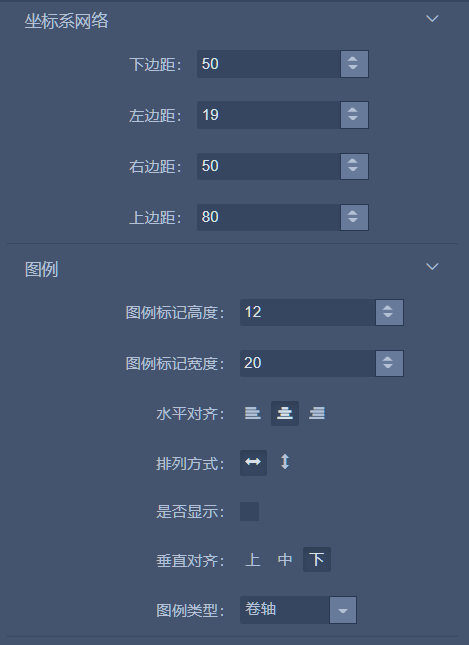 坐标系网络
下边距： 50
左边距： 19
右边距： 50
上边距： 80
图例
图例标记高度： 12
图例标记宽度： 20
水平对齐：
排列方式：
是否显示：
垂直对齐： 上 中 下
图例类型： 卷轴